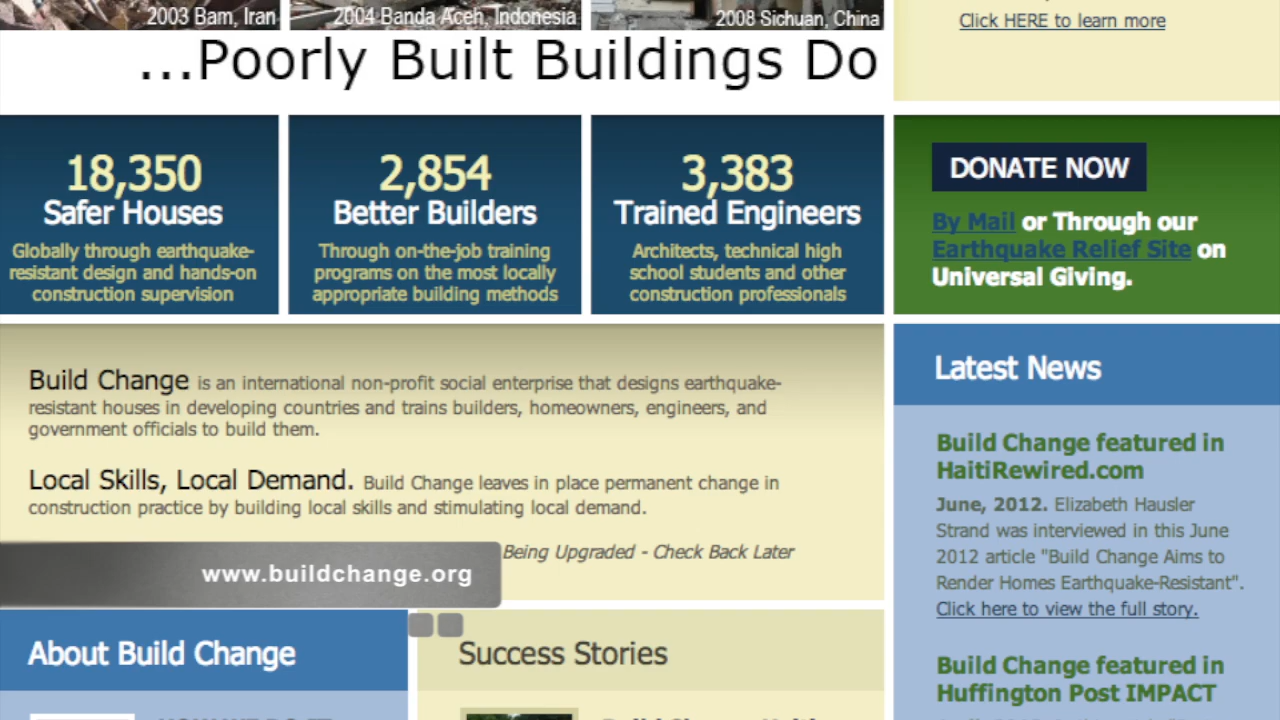 2003 Bam, Iran
2004 Banda Aceh, Indonesia
2008 Sichuan, China
Click HERE to learn more
...Poorly Built Buildings Do
18,350
Safer Houses
Globally through earthquake-
resistant design and hands-on
construction supervision
2,854
Better Builders
Through on-the-job training
programs on the most locally
appropriate building methods
3,383
Trained Engineers
Architects, technical high
school students and other
construction professionals
DONATE NOW
By Mail or Through our
Earthquake Relief Site on
Universal Giving.
Build Change is an international non-profit social enterprise that designs earthquake-
resistant houses in developing countries and trains builders, homeowners, engineers, and
government officials to build them.
Local Skills, Local Demand. Build Change leaves in place permanent change in
construction practice by building local skills and stimulating local demand.
Being Upgraded - Check Back Later
www.buildchange.org
Latest News
Build Change featured in
HaitiRewired.com
June, 2012. Elizabeth Hausler
Strand was interviewed in this June
2012 article "Build Change Aims to
Render Homes Earthquake-Resistant".
Click here to view the full story.
Build Change featured in
Huffington Post IMPACT
About Build Change
Success Stories